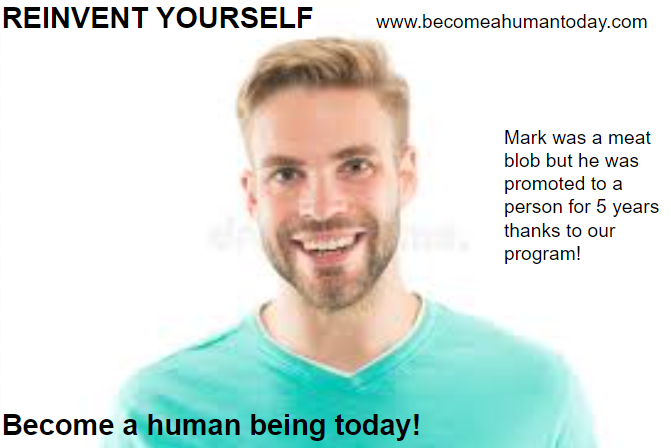 REINVENT YOURSELF
www.becomeahumantoday.com
Mark was a meat
blob but he was
promoted to a
person for 5 years
thanks to our
program!
Become a human being today!